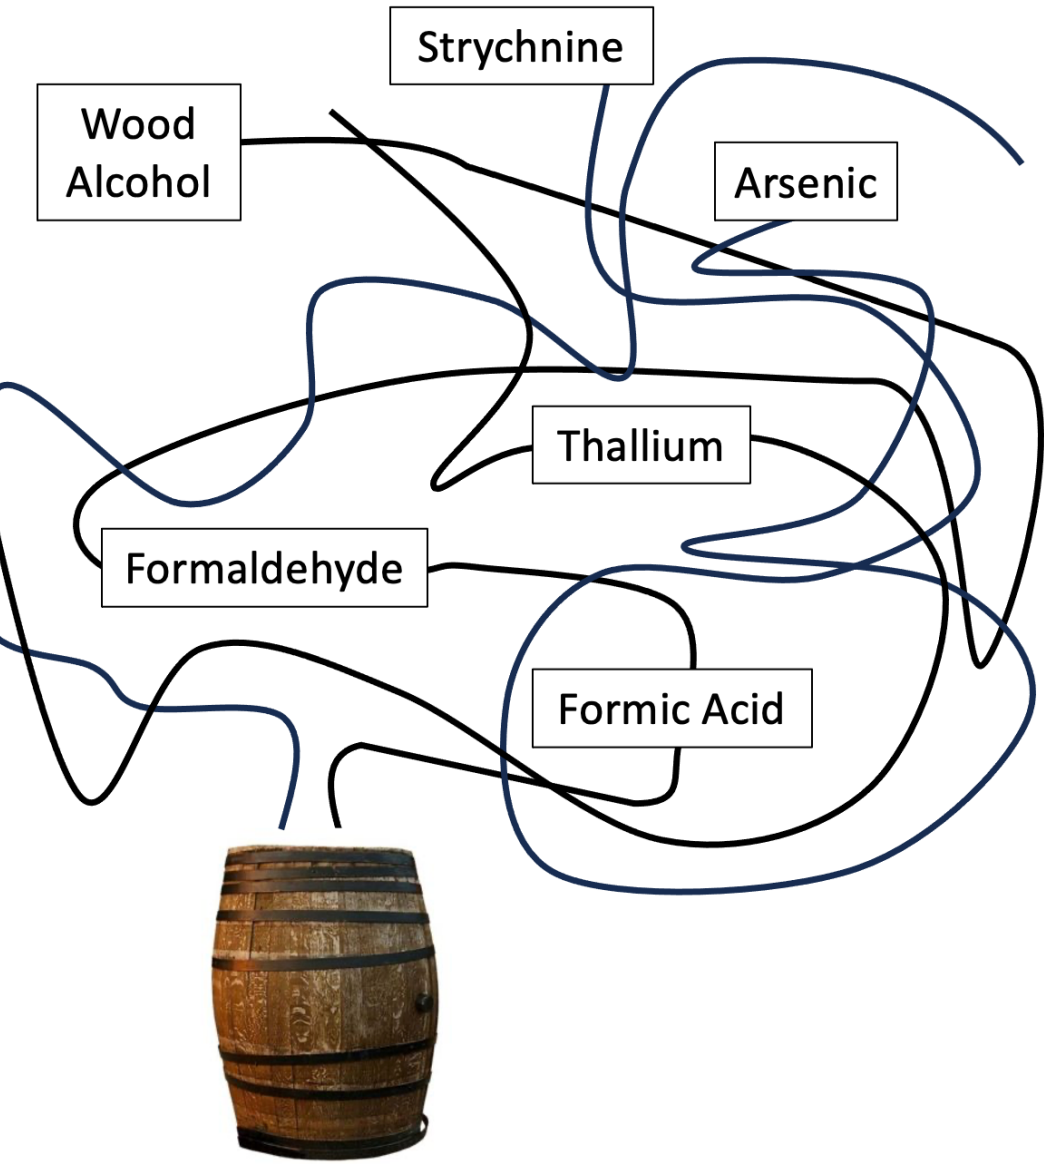 Strychnine
Wood
Alcohol
Arsenic
Thallium
Formaldehyde
Formic Acid